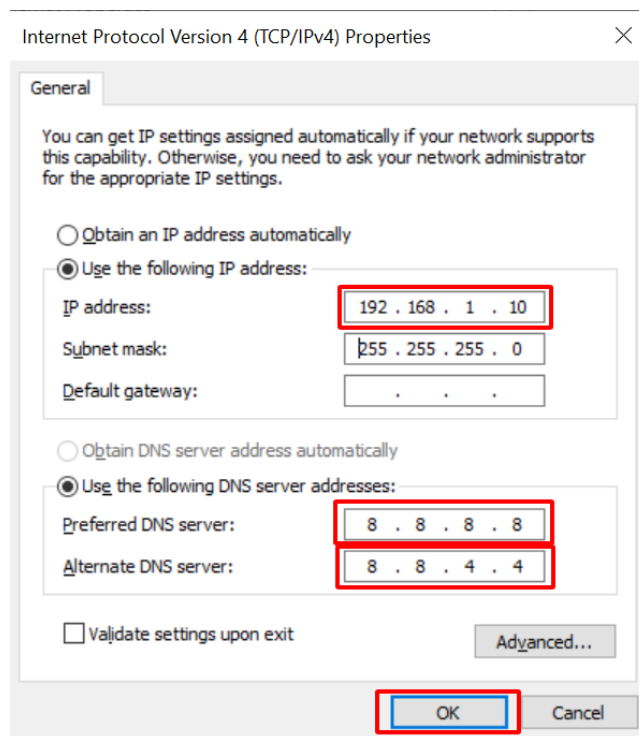 Internet Protocol Version 4 (TCP/IPv4) Properties
General
You can get IP settings assigned automatically if your network supports
this capability. Otherwise, you need to ask your network administrator
for the appropriate IP settings.
Obtain an IP address automatically
Use the following IP address:
IP address: 192 . 168 . 1 . 10
Subnet mask: 255 . 255 . 255 . 0
Default gateway: . . .
Obtain DNS server address automatically
Use the following DNS server addresses:
Preferred DNS server: 8 . 8 . 8 . 8
Alternate DNS server: 8 . 8 . 4 . 4
Validate settings upon exit Advanced...
OK Cancel